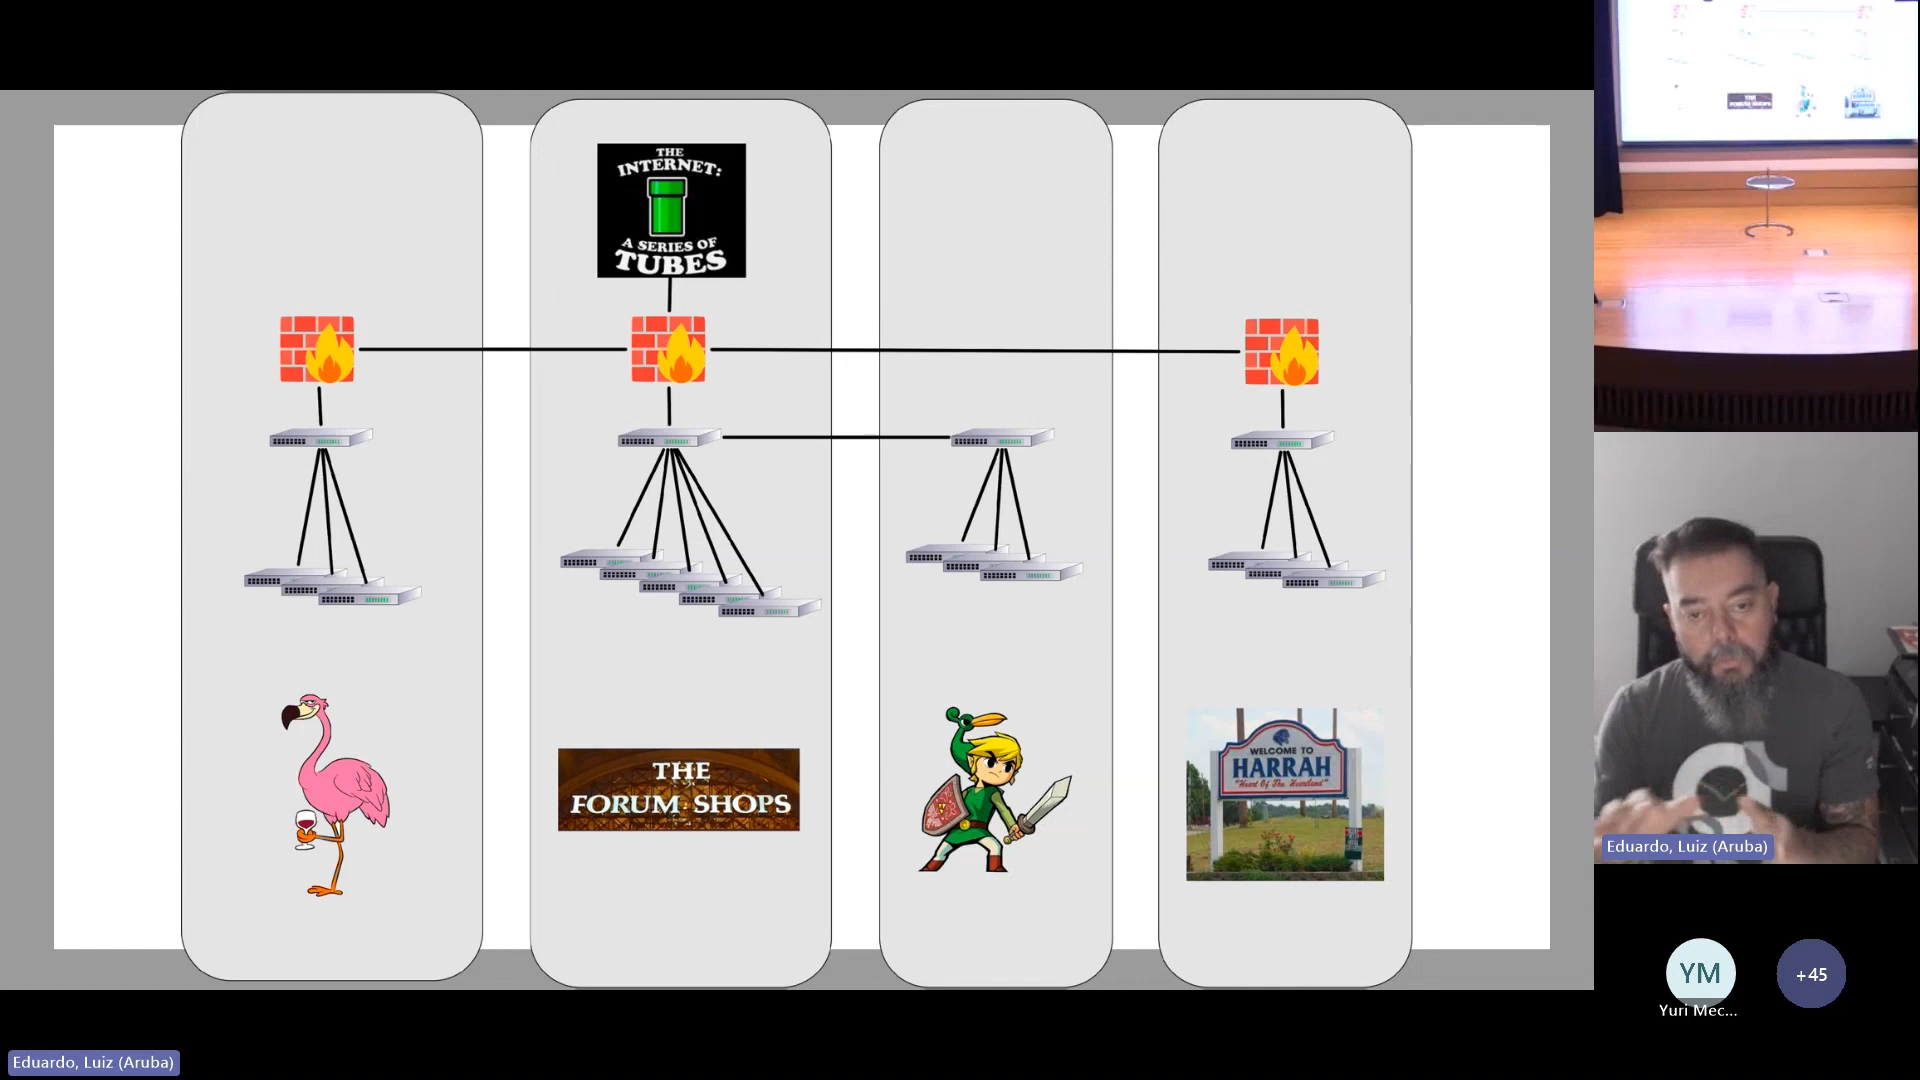 THE
INTERNET:
A SERIES OF
TUBES
THE
FORUM SHOPS
WELCOME TO
HARRAH
"Heart Of The Heartland"
Eduardo, Luiz (Aruba)
YM
+45
Yuri Mec...
Eduardo, Luiz (Aruba)